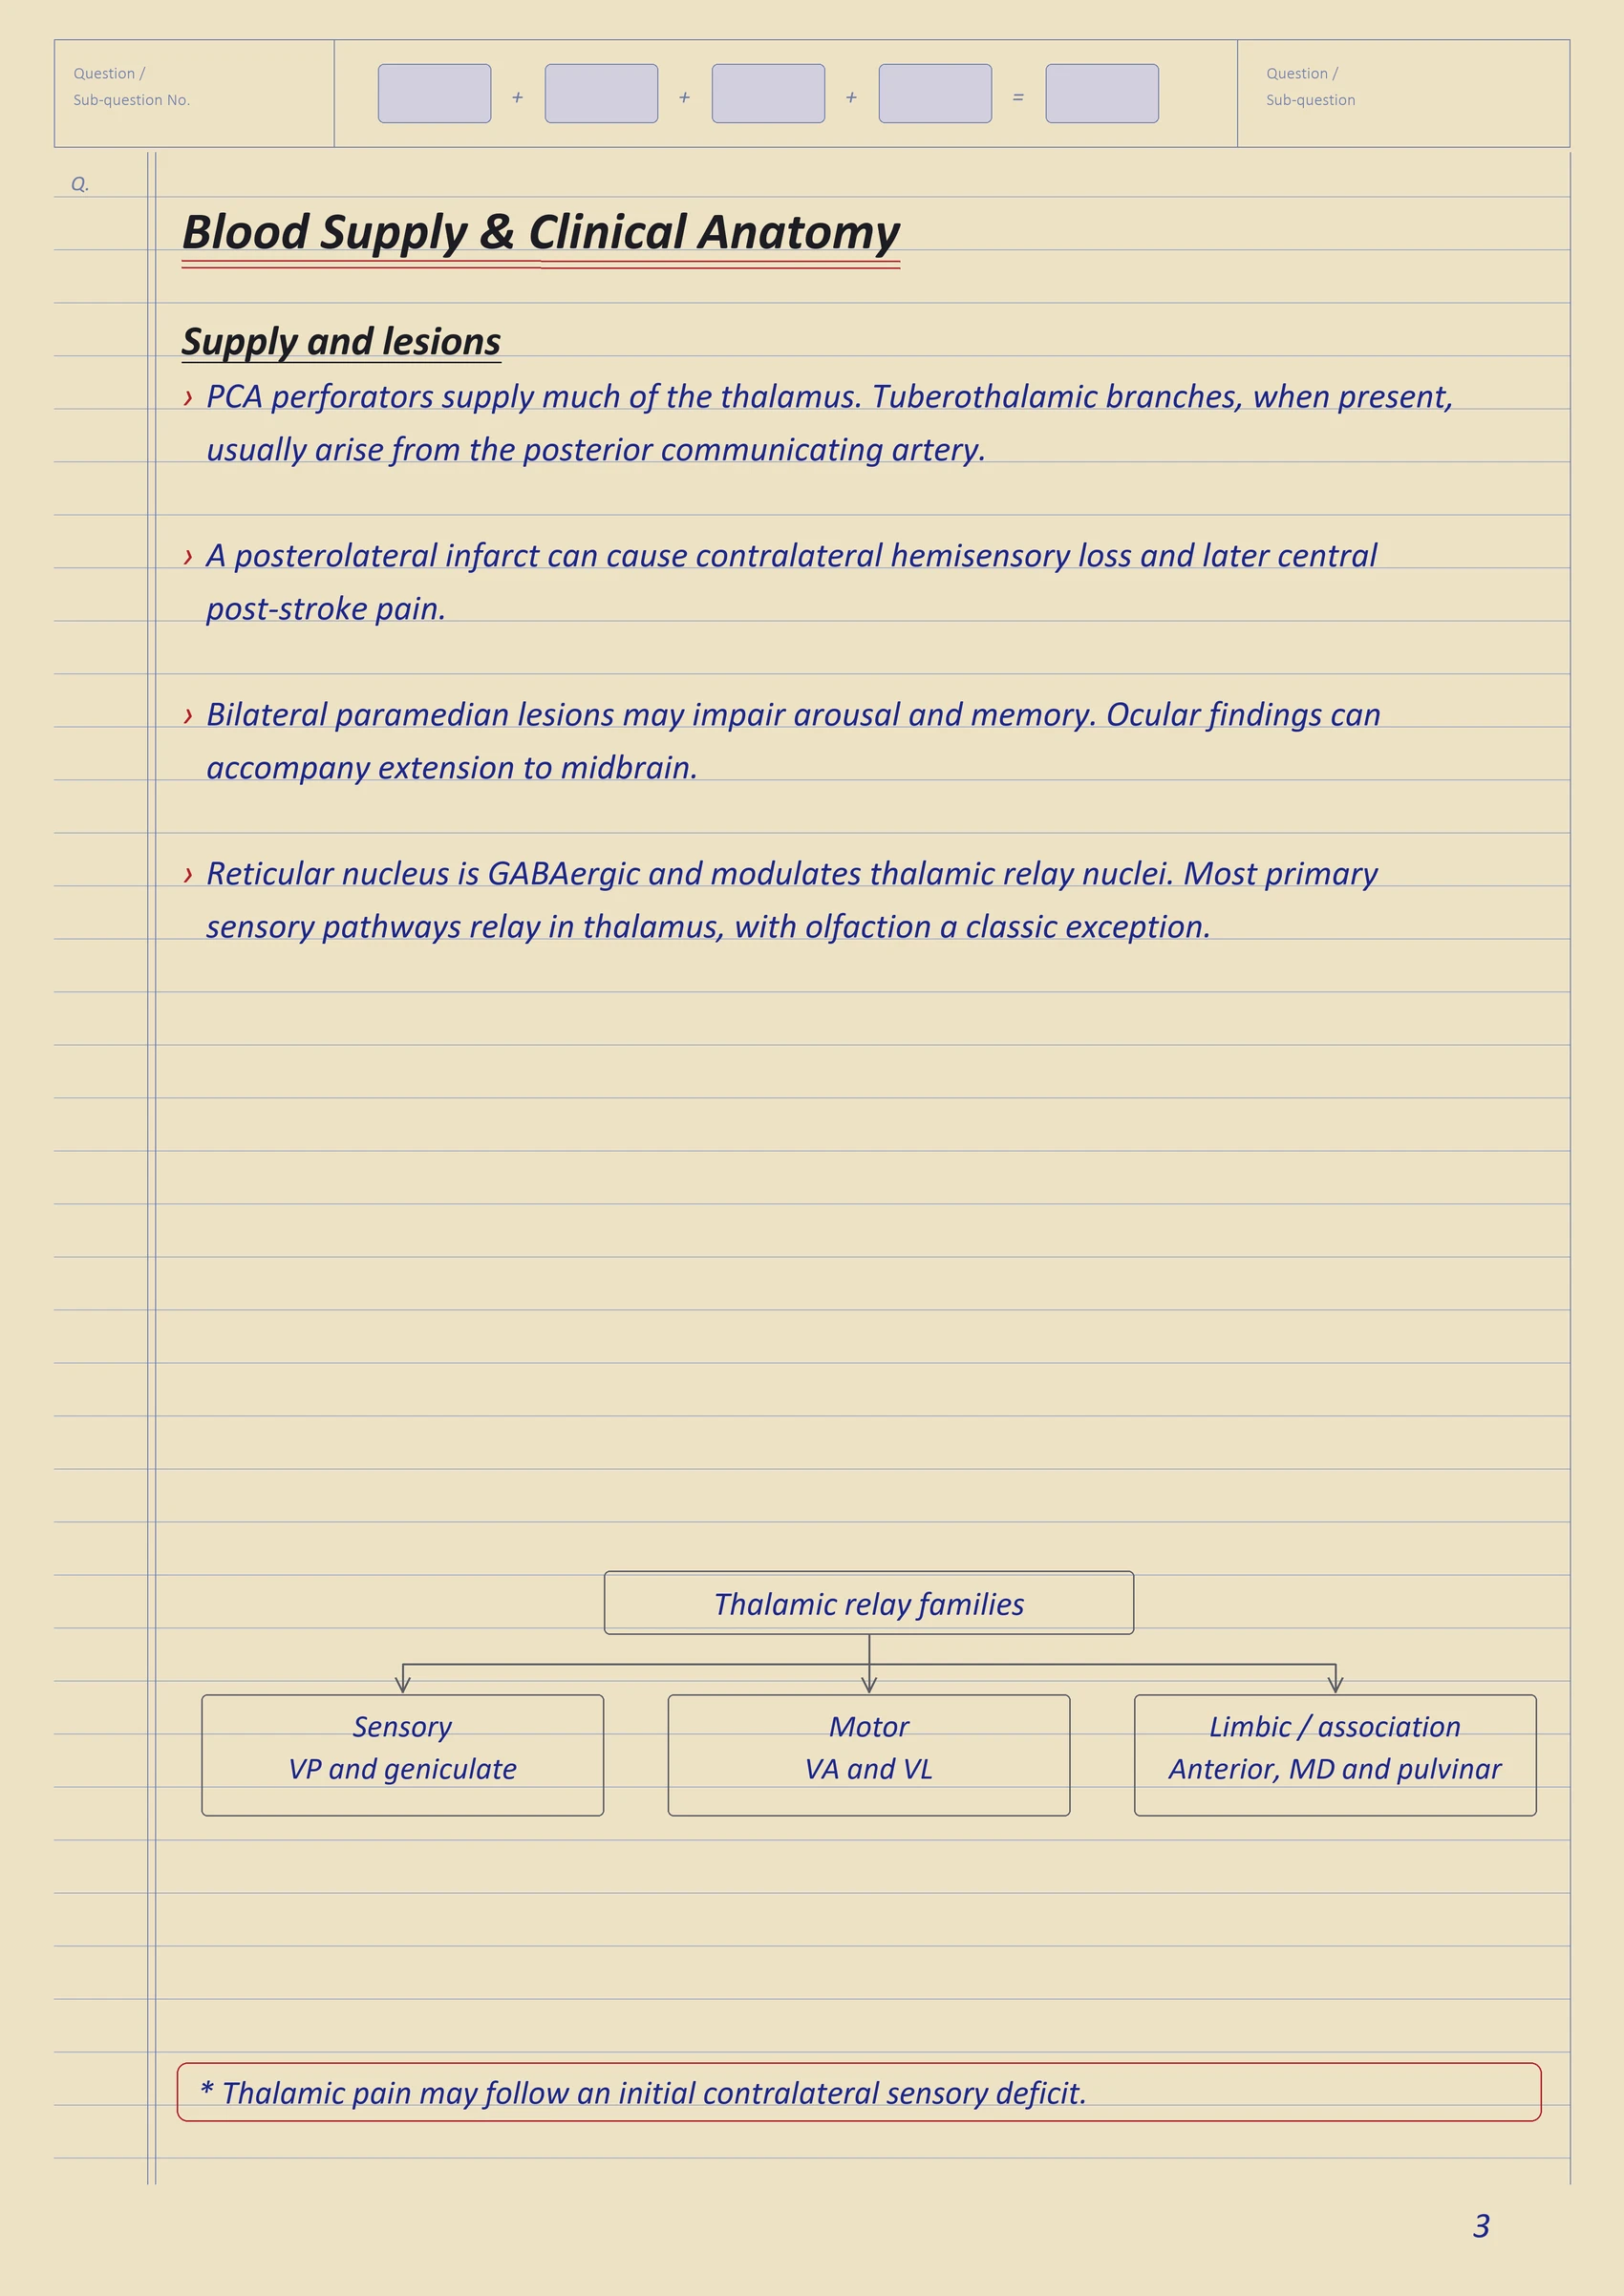 Question /
Sub-question No.
+ + + =
Question /
Sub-question
Q.
Blood Supply & Clinical Anatomy
Supply and lesions
› PCA perforators supply much of the thalamus. Tuberothalamic branches, when present,
usually arise from the posterior communicating artery.
› A posterolateral infarct can cause contralateral hemisensory loss and later central
post-stroke pain.
› Bilateral paramedian lesions may impair arousal and memory. Ocular findings can
accompany extension to midbrain.
› Reticular nucleus is GABAergic and modulates thalamic relay nuclei. Most primary
sensory pathways relay in thalamus, with olfaction a classic exception.
Thalamic relay families
Sensory
VP and geniculate
Motor
VA and VL
Limbic / association
Anterior, MD and pulvinar
* Thalamic pain may follow an initial contralateral sensory deficit.
3